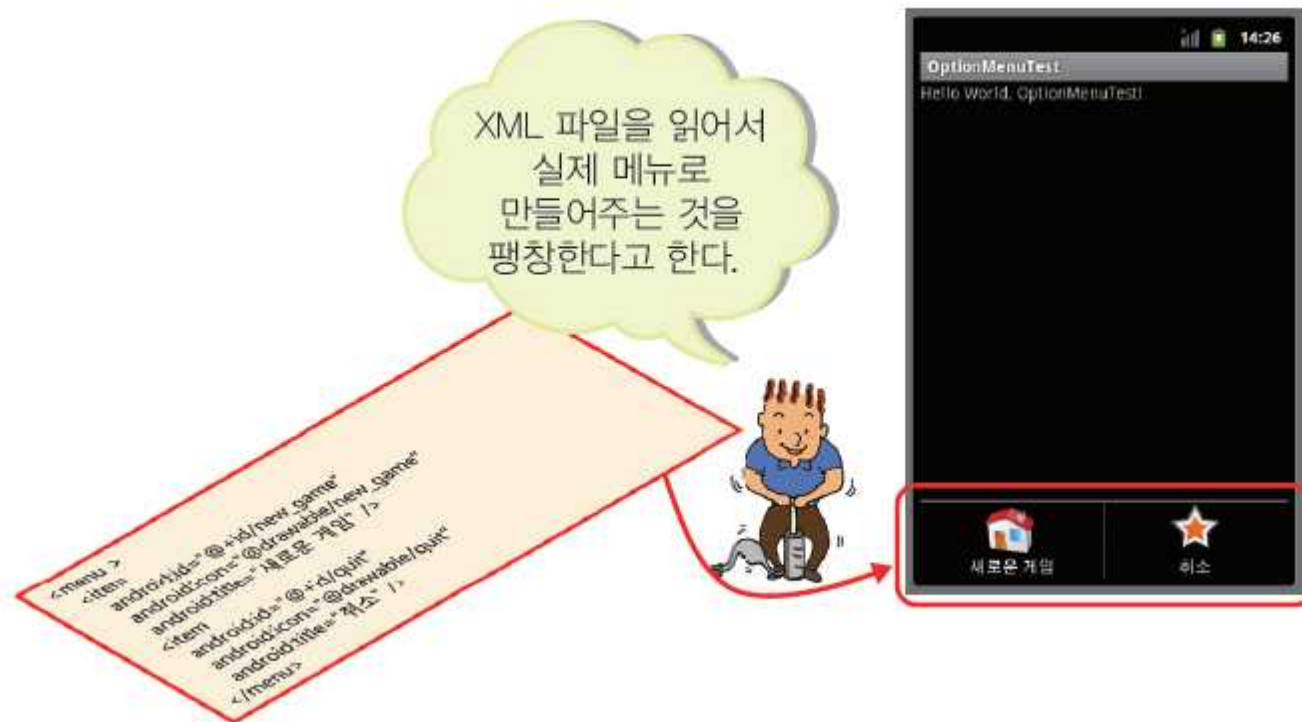 XML 파일을 읽어서
실제 메뉴로
만들어주는 것을
팽창한다고 한다.
<menu >
<item
android:id="@+id/new_game"
android:icon="@drawable/new_game"
android:title="새로운 게임" />
<item
android:id="@+id/quit"
android:icon="@drawable/quit"
android:title="취소" />
</menu>
14:26
OptionMenuTest
Hello World, OptionMenuTest!
새로운 게임
취소